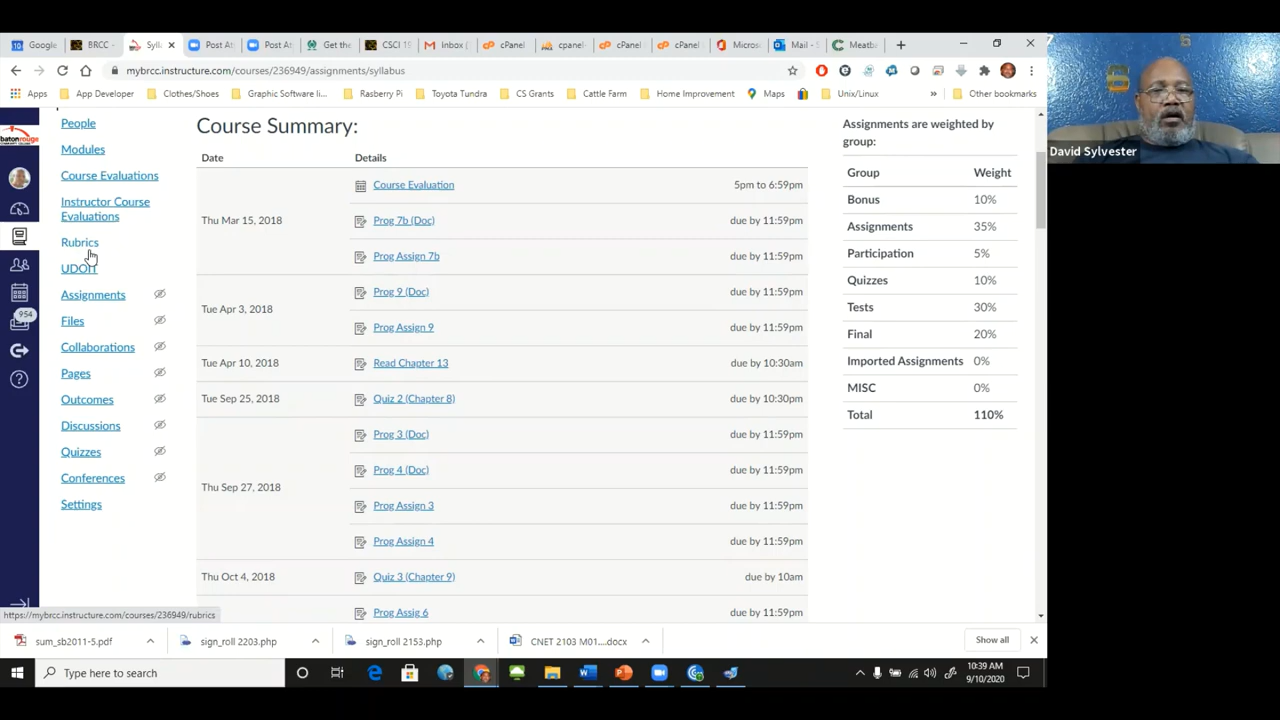 Google
BRCC -
Sylla
Post At
Post At
Get the
CSCI 19
Inbox (
cPanel
cpanel-
cPanel
cPanel
Micros
Mail -
Meatba
mybrcc.instructure.com/courses/236949/assignments/syllabus
Apps
App Developer
Clothes/Shoes
Graphic Software li...
Rasberry Pi
Toyota Tundra
CS Grants
Cattle Farm
Home Improvement
Maps
Unix/Linux
»
Other bookmarks
batonrouge
954
People
Modules
Course Evaluations
Instructor Course
Evaluations
Rubrics
UDOIT
Assignments
Files
Collaborations
Pages
Outcomes
Discussions
Quizzes
Conferences
Settings
Course Summary:
Date Details
Course Evaluation 5pm to 6:59pm
Thu Mar 15, 2018 Prog 7b (Doc) due by 11:59pm
Prog Assign 7b due by 11:59pm
Prog 9 (Doc) due by 11:59pm
Tue Apr 3, 2018
Prog Assign 9 due by 11:59pm
Tue Apr 10, 2018 Read Chapter 13 due by 10:30am
Tue Sep 25, 2018 Quiz 2 (Chapter 8) due by 10:30pm
Prog 3 (Doc) due by 11:59pm
Prog 4 (Doc) due by 11:59pm
Thu Sep 27, 2018
Prog Assign 3 due by 11:59pm
Prog Assign 4 due by 11:59pm
Thu Oct 4, 2018 Quiz 3 (Chapter 9) due by 10am
Prog Assig 6 due by 11:59pm
Assignments are weighted by
group:
Group Weight
Bonus 10%
Assignments 35%
Participation 5%
Quizzes 10%
Tests 30%
Final 20%
Imported Assignments 0%
MISC 0%
Total 110%
David Sylvester
https://mybrcc.instructure.com/courses/236949/rubrics
sum_sb2011-5.pdf
sign_roll 2203.php
sign_roll 2153.php
CNET 2103 M01....docx
Show all
Type here to search
10:39 AM
9/10/2020